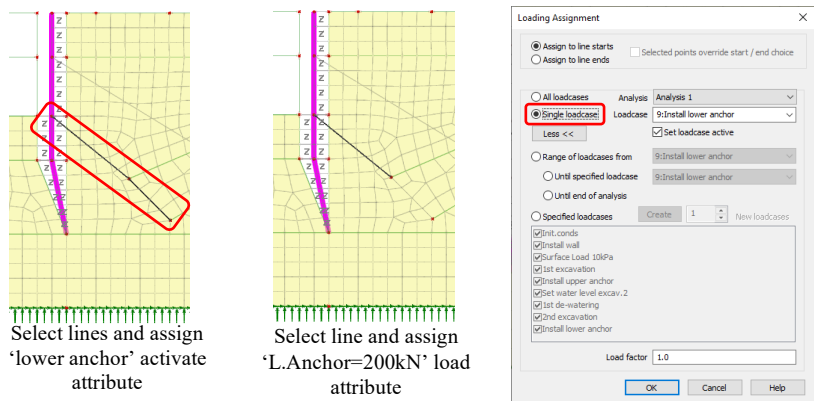 Select lines and assign
‘lower anchor’ activate
attribute
Select line and assign
‘L.Anchor=200kN’ load
attribute
Loading Assignment
Assign to line starts
Assign to line ends
Selected points override start / end choice
All loadcases Analysis Analysis 1
Single loadcase Loadcase 9:Install lower anchor
Less << Set loadcase active
Range of loadcases from 9:Install lower anchor
Until specified loadcase 9:Install lower anchor
Until end of analysis
Specified loadcases Create 1 New loadcases
Init.conds
Install wall
Surface Load 10kPa
1st excavation
Install upper anchor
Set water level excav.2
1st de-watering
2nd excavation
Install lower anchor
Load factor 1.0
OK Cancel Help